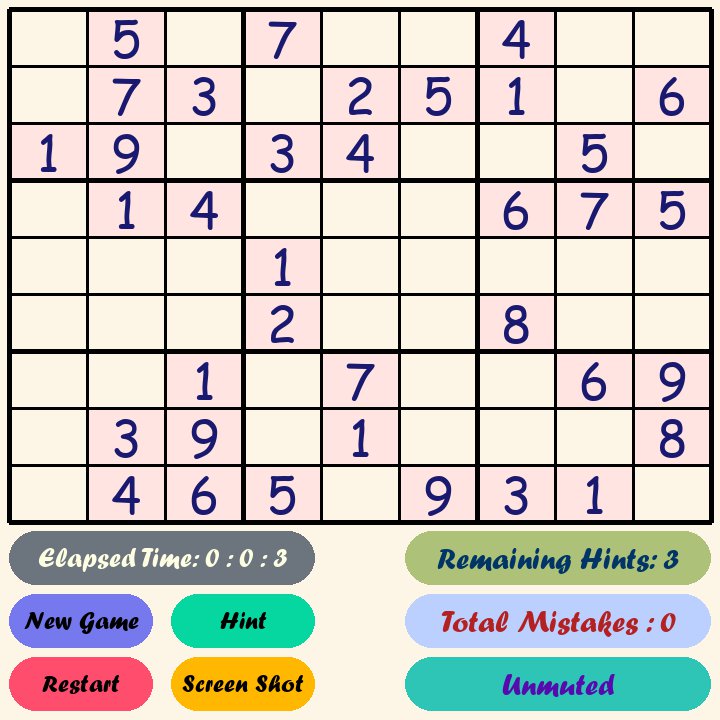 5 7 4
7 3 2 5 1 6
1 9 3 4 5
1 4 6 7 5
1
2 8
1 7 6 9
3 9 1 8
4 6 5 9 3 1
Elapsed Time: 0 : 0 : 3
Remaining Hints: 3
New Game
Hint
Total Mistakes : 0
Restart
Screen Shot
Unmuted